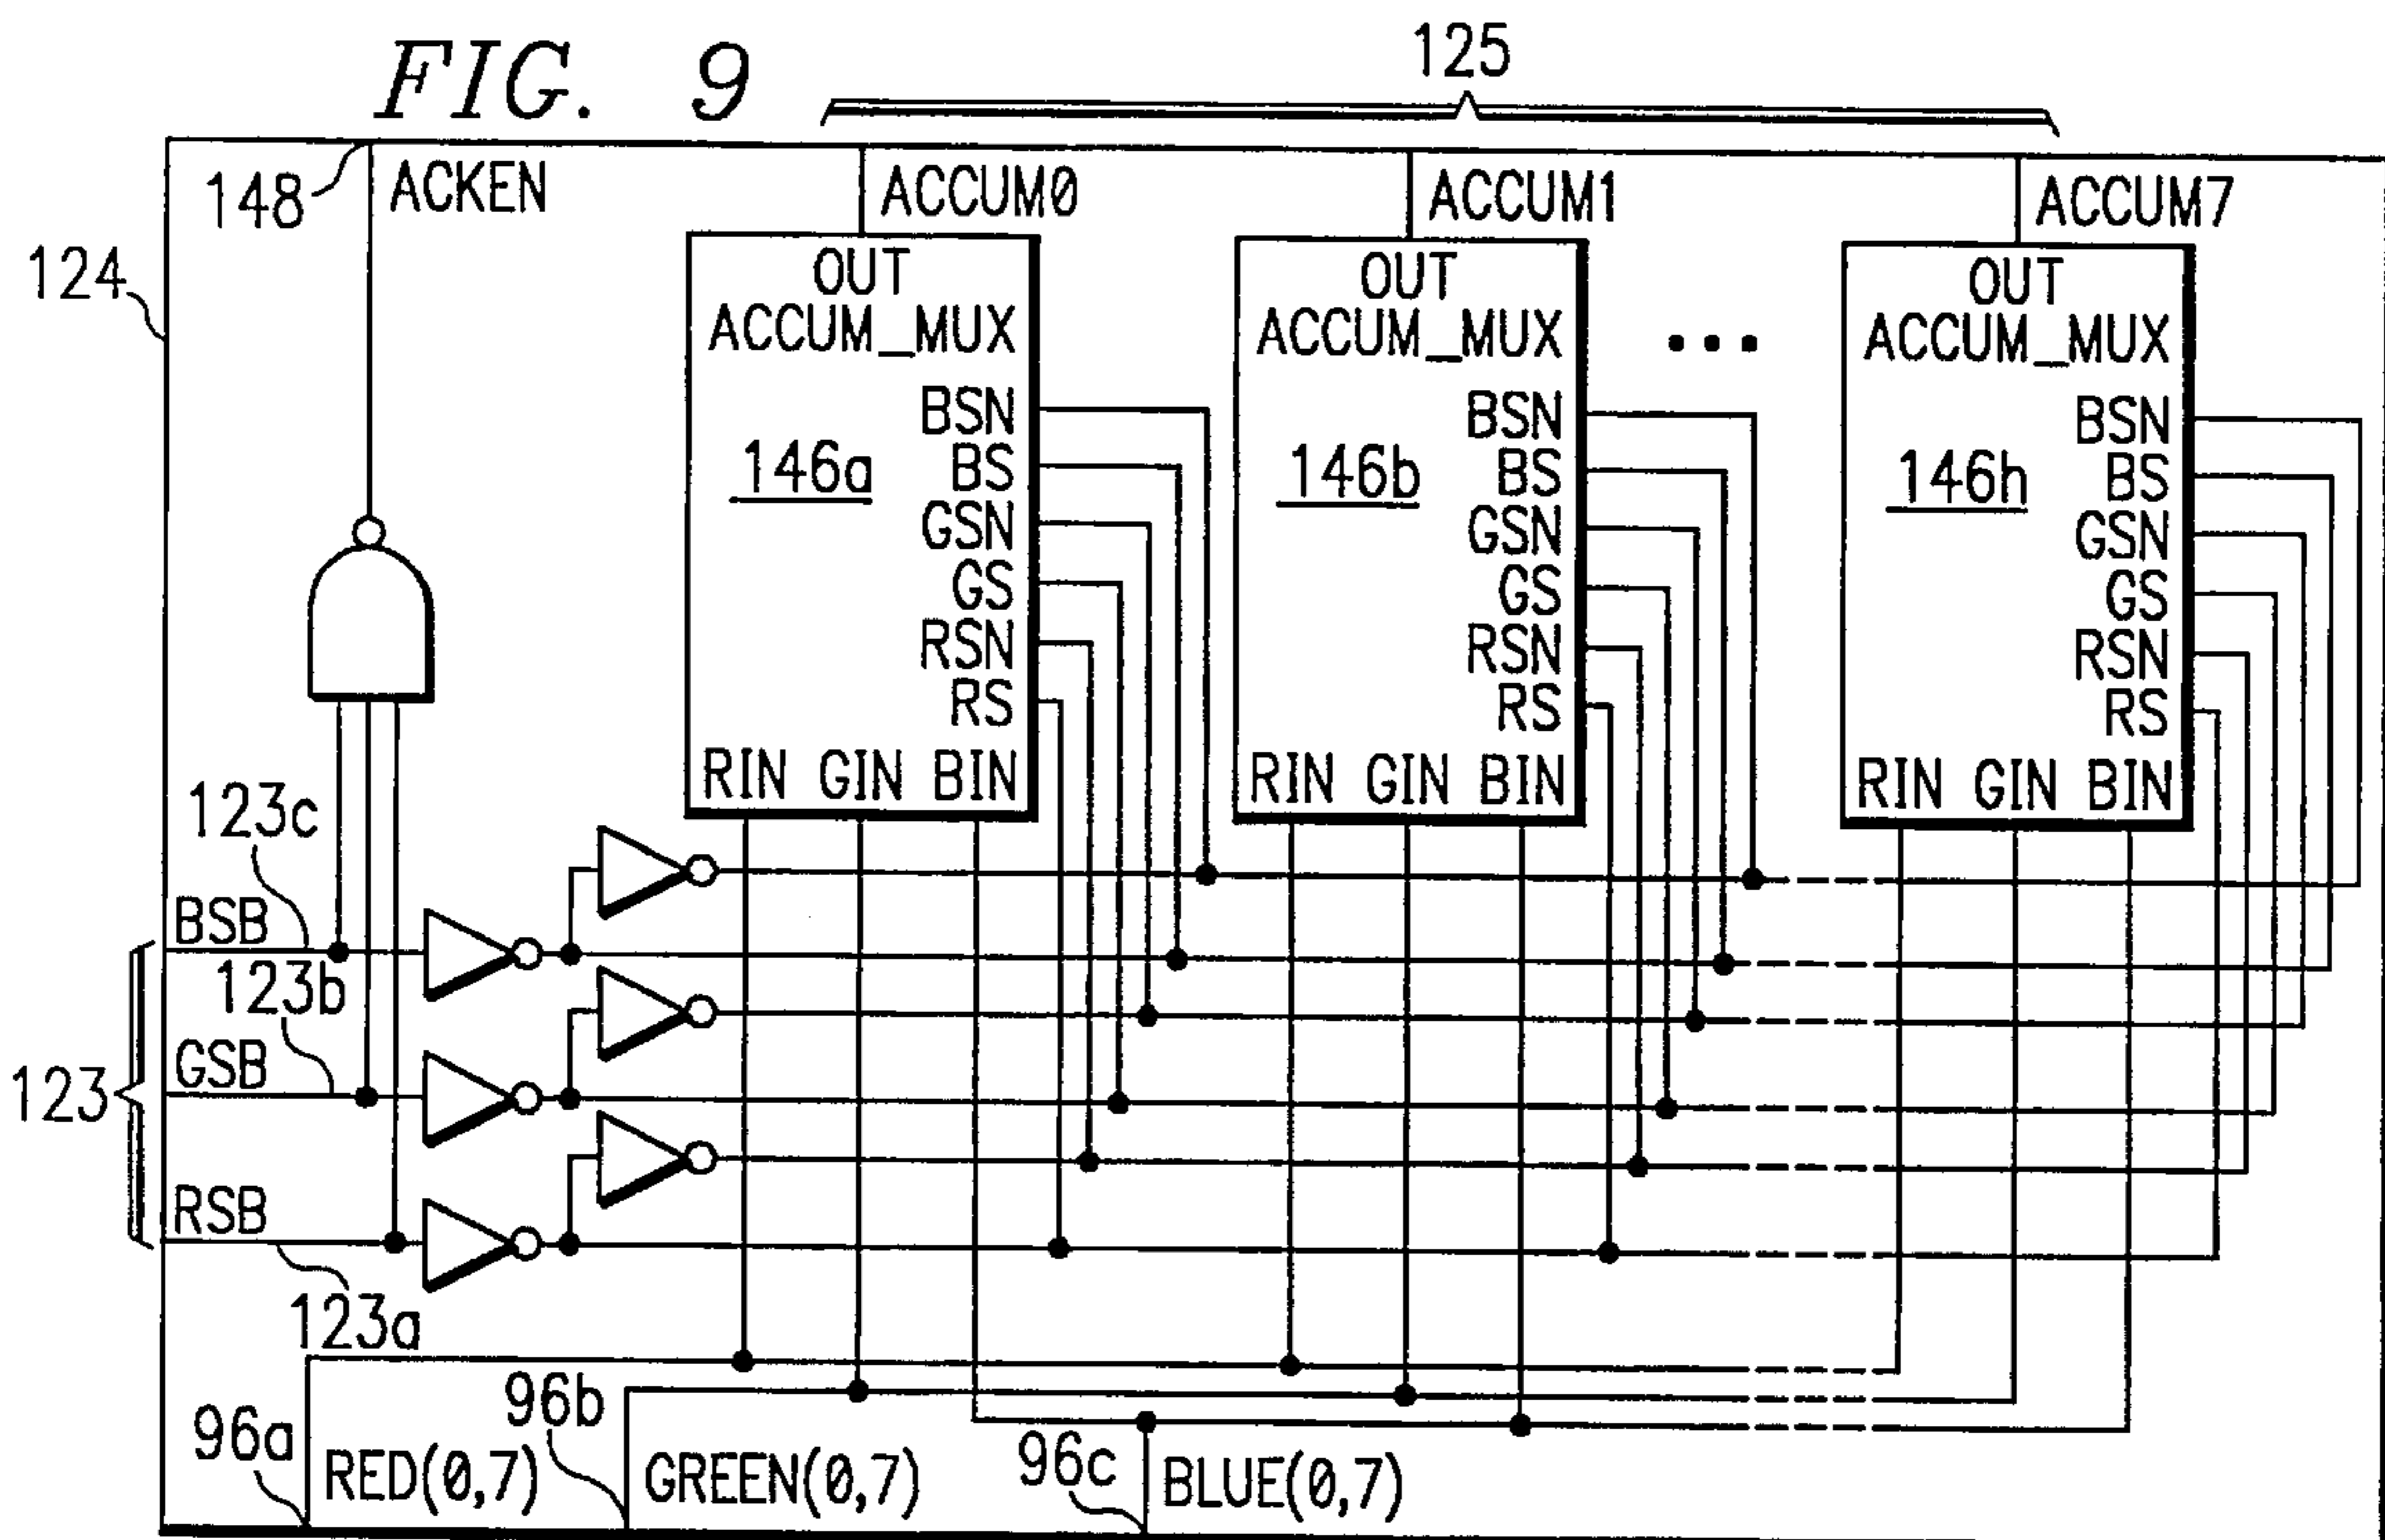 FIG. 9
125
148
ACKEN
ACCUM0
ACCUM1
ACCUM7
124
OUT
ACCUM_MUX
BSN
146a
BS
GSN
GS
RSN
RS
RIN GIN BIN
OUT
ACCUM_MUX
BSN
146b
BS
GSN
GS
RSN
RS
RIN GIN BIN
...
OUT
ACCUM_MUX
BSN
146h
BS
GSN
GS
RSN
RS
RIN GIN BIN
123c
BSB
123b
GSB
123
RSB
123a
96a
RED(0,7)
96b
GREEN(0,7)
96c
BLUE(0,7)